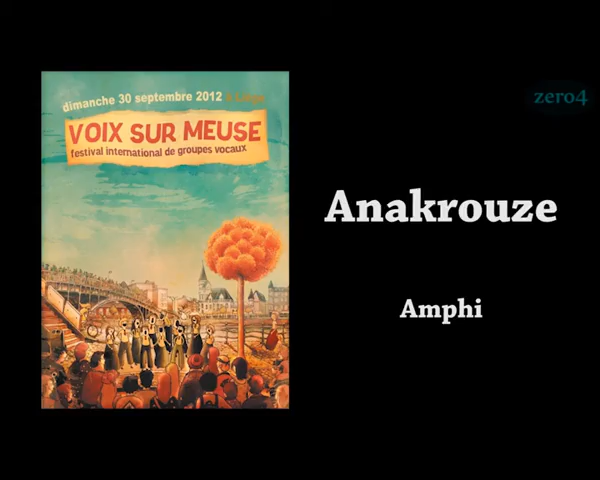 dimanche 30 septembre 2012 à Liège
VOIX SUR MEUSE
festival international de groupes vocaux
zero4
Anakrouze
Amphi